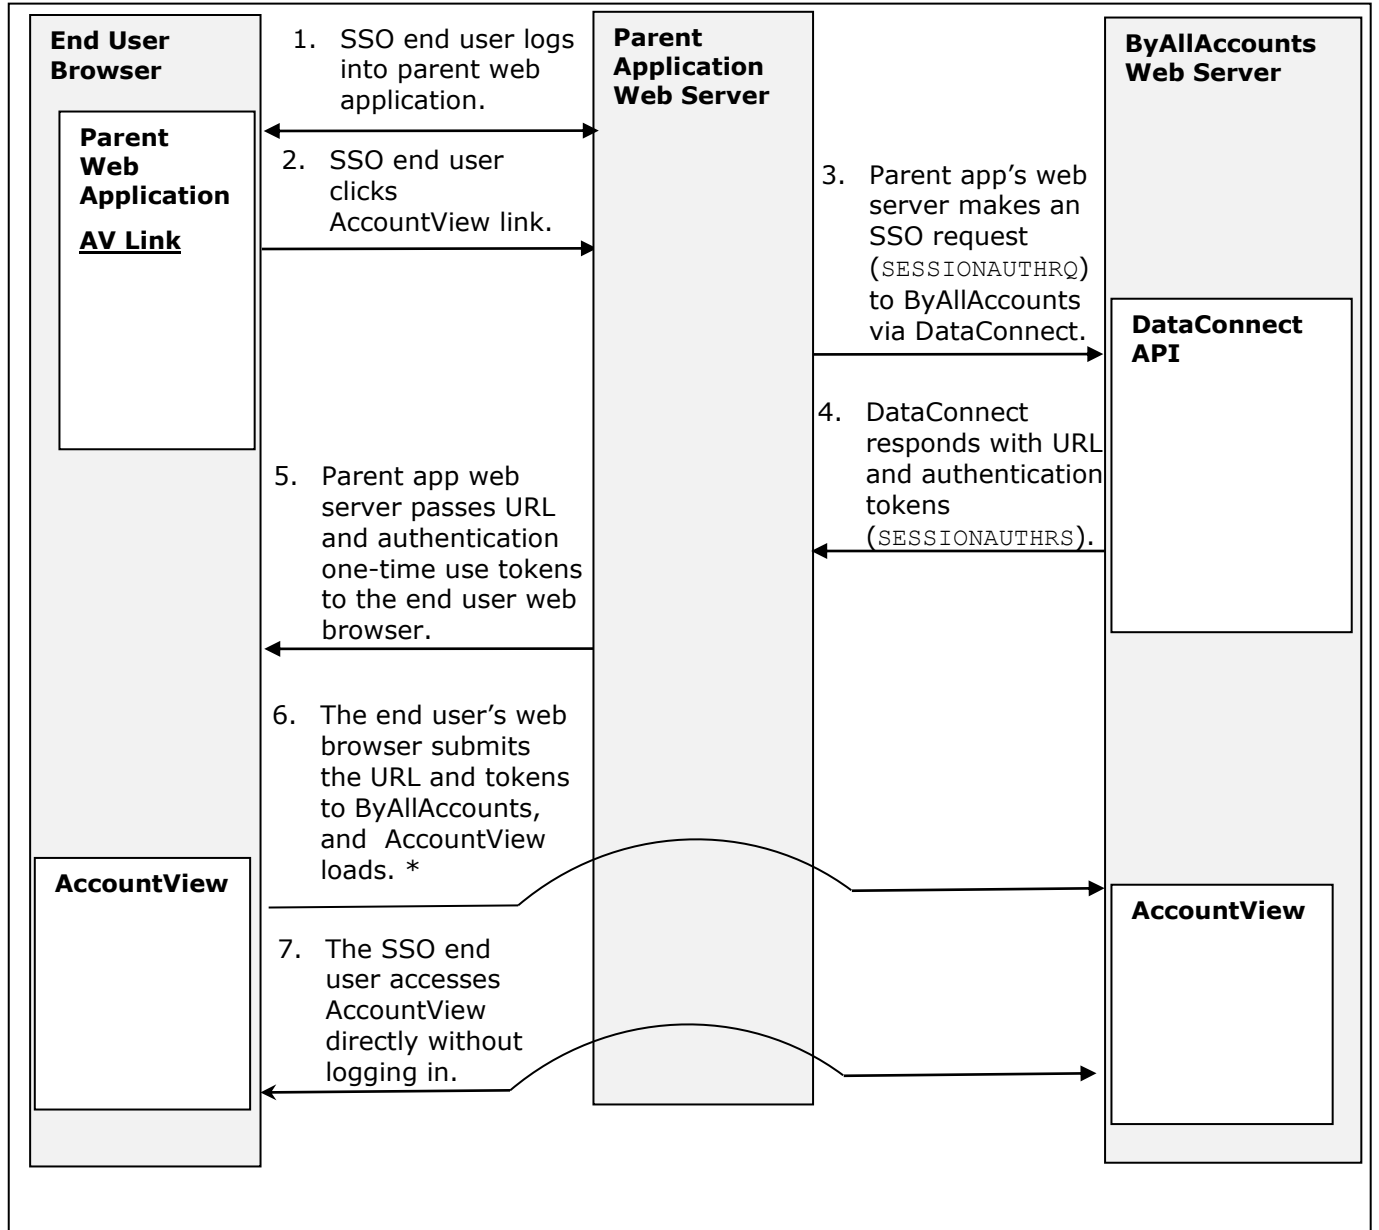 End User
Browser
Parent
Web
Application
AV Link
1. SSO end user logs
into parent web
application.
2. SSO end user
clicks
AccountView link.
Parent
Application
Web Server
3. Parent app’s web
server makes an
SSO request
(SESSIONAUTHRQ)
to ByAllAccounts
via DataConnect.
ByAllAccounts
Web Server
DataConnect
API
4. DataConnect
responds with URL
and authentication
tokens
(SESSIONAUTHRS).
5. Parent app web
server passes URL
and authentication
one-time use tokens
to the end user web
browser.
6. The end user’s web
browser submits
the URL and tokens
to ByAllAccounts,
and AccountView
loads. *
AccountView
AccountView
7. The SSO end
user accesses
AccountView
directly without
logging in.